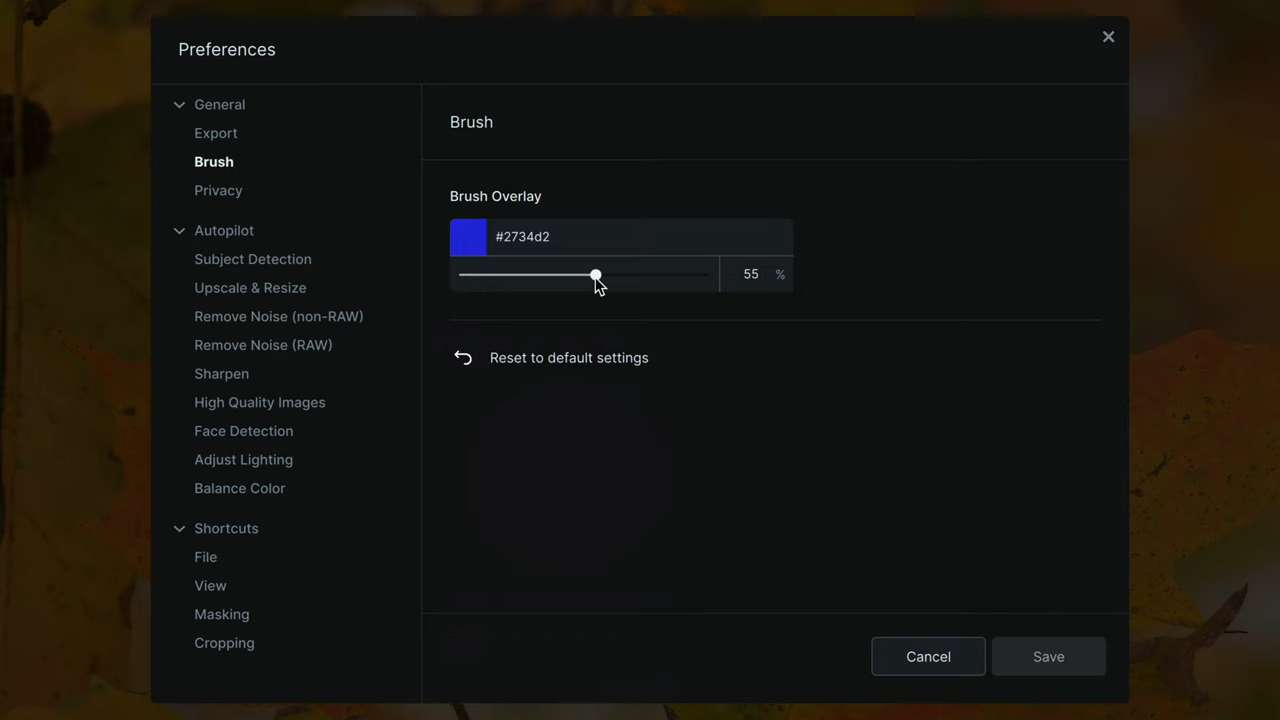 Preferences
General
Export
Brush
Privacy
Autopilot
Subject Detection
Upscale & Resize
Remove Noise (non-RAW)
Remove Noise (RAW)
Sharpen
High Quality Images
Face Detection
Adjust Lighting
Balance Color
Shortcuts
File
View
Masking
Cropping
Brush
Brush Overlay
#2734d2
55 %
Reset to default settings
Cancel
Save